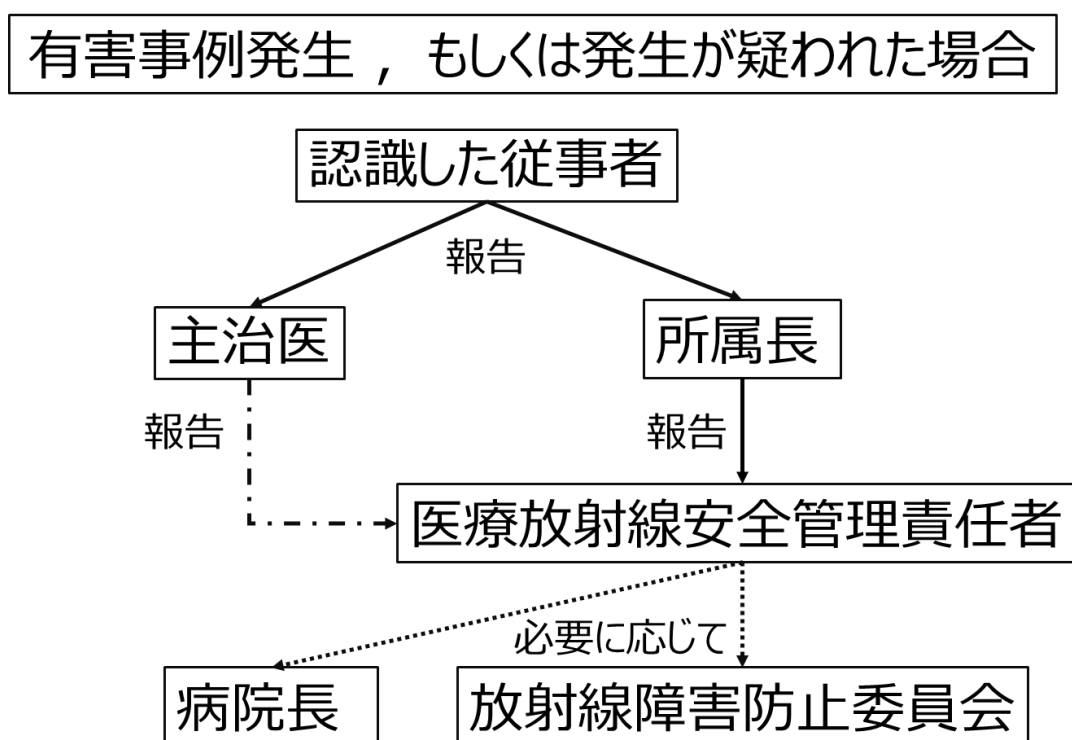 有害事例発生 , もしくは発生が疑われた場合
認識した従事者
報告
主治医
所属長
報告
報告
医療放射線安全管理責任者
必要に応じて
病院長
放射線障害防止委員会